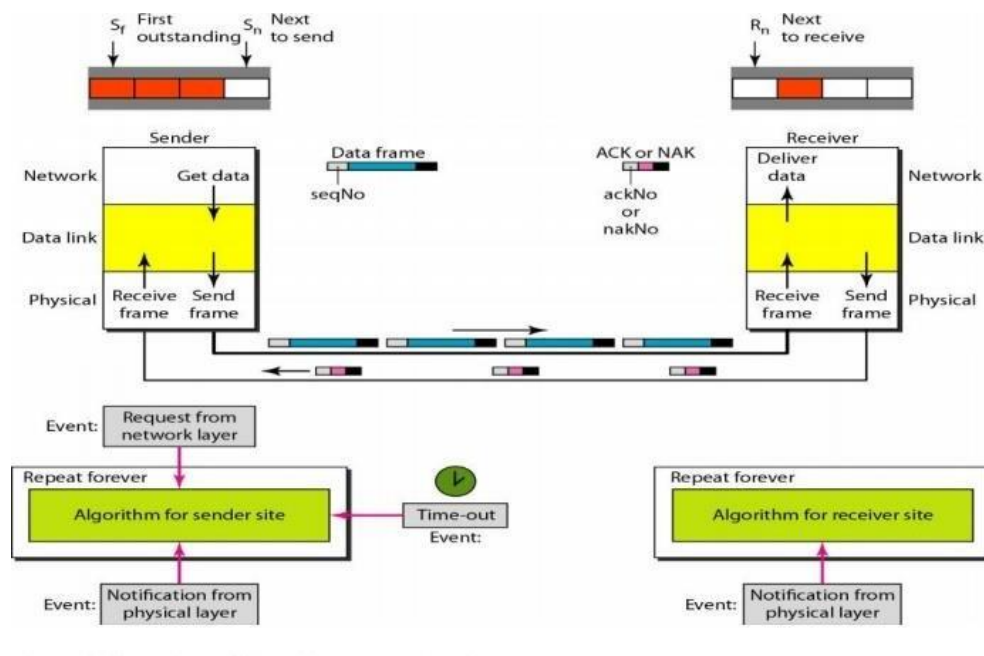 Sf First outstanding
Sn Next to send
Rn Next to receive
Sender
Receiver
Network
Get data
Data frame
seqNo
ACK or NAK
ackNo
or
nakNo
Deliver
data
Network
Data link
Data link
Physical
Receive
frame
Send
frame
Receive
frame
Send
frame
Physical
Event:
Request from
network layer
Repeat forever
Algorithm for sender site
Time-out
Event:
Event:
Notification from
physical layer
Repeat forever
Algorithm for receiver site
Event:
Notification from
physical layer